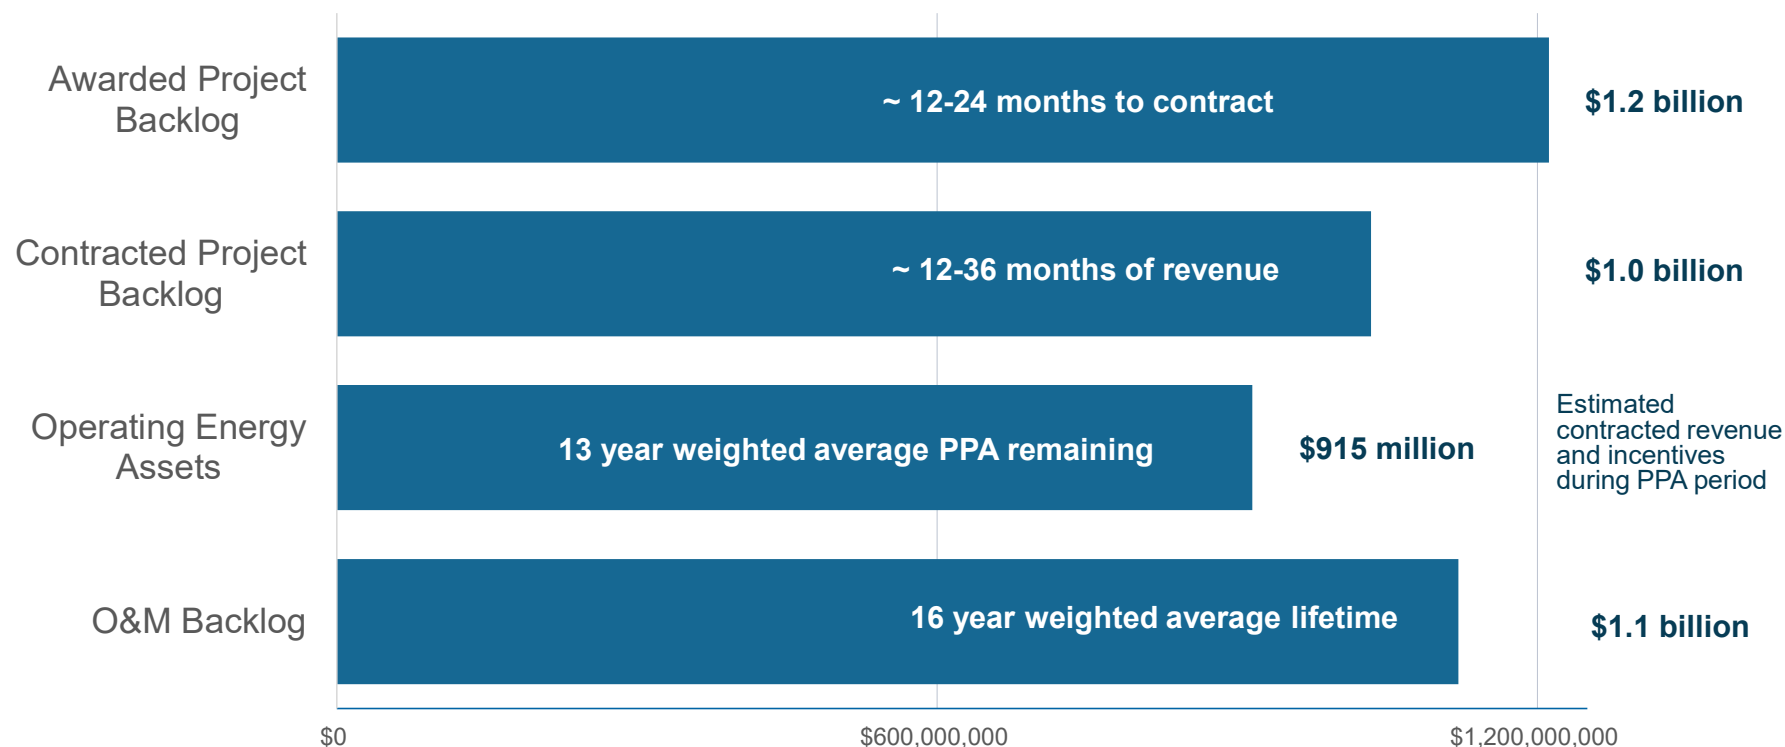 Awarded Project
Backlog
~ 12-24 months to contract
$1.2 billion
Contracted Project
Backlog
~ 12-36 months of revenue
$1.0 billion
Operating Energy
Assets
13 year weighted average PPA remaining
$915 million
Estimated
contracted revenue
and incentives
during PPA period
O&M Backlog
16 year weighted average lifetime
$1.1 billion
$0
$600,000,000
$1,200,000,000